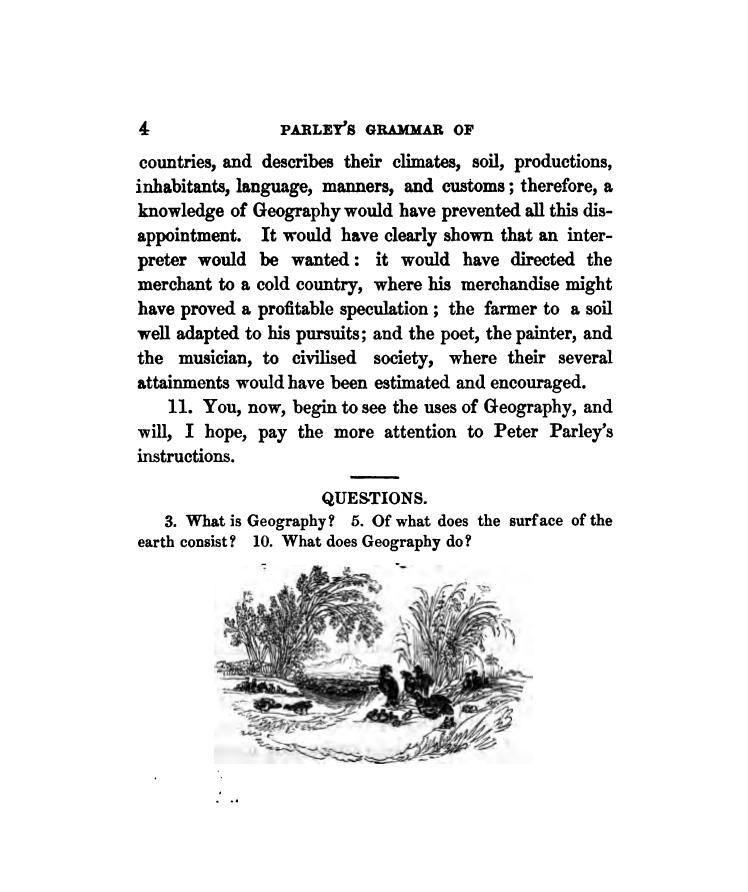 4 PARLEY'S GRAMMAR OF
countries, and describes their climates, soil, productions,
inhabitants, language, manners, and customs; therefore, a
knowledge of Geography would have prevented all this dis-
appointment. It would have clearly shown that an inter-
preter would be wanted: it would have directed the
merchant to a cold country, where his merchandise might
have proved a profitable speculation; the farmer to a soil
well adapted to his pursuits; and the poet, the painter, and
the musician, to civilised society, where their several
attainments would have been estimated and encouraged.
11. You, now, begin to see the uses of Geography, and
will, I hope, pay the more attention to Peter Parley's
instructions.
QUESTIONS.
3. What is Geography? 5. Of what does the surface of the
earth consist? 10. What does Geography do?